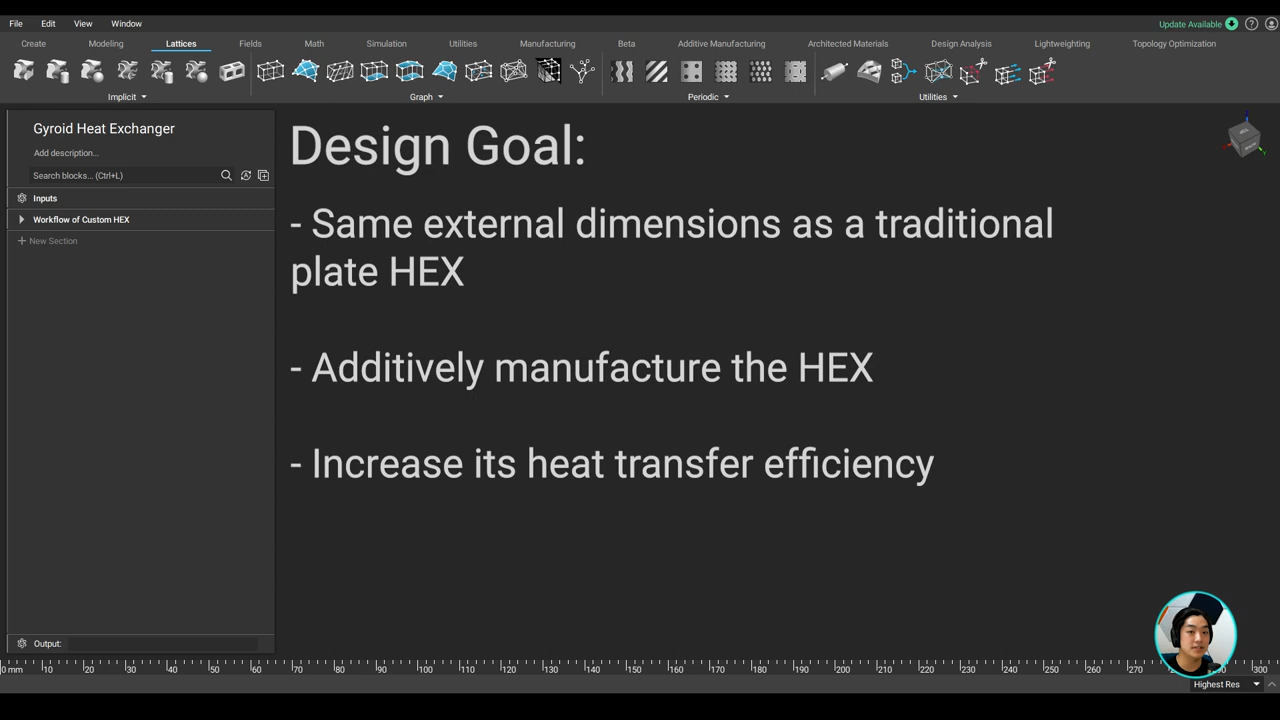 File Edit View Window
Update Available
Create Modeling Lattices Fields Math Simulation Utilities Manufacturing Beta Additive Manufacturing Architected Materials Design Analysis Lightweighting Topology Optimization
Implicit Graph Periodic Utilities
Gyroid Heat Exchanger
Add description...
Search blocks... (Ctrl+L)
Inputs
Workflow of Custom HEX
New Section
Design Goal:
- Same external dimensions as a traditional
plate HEX
- Additively manufacture the HEX
- Increase its heat transfer efficiency
Output:
0 mm 10 20 30 40 50 60 70 80 90 100 110 120 130 140 150 160 170 180 190 200 210 220 230 240 250 260 300
Highest Res